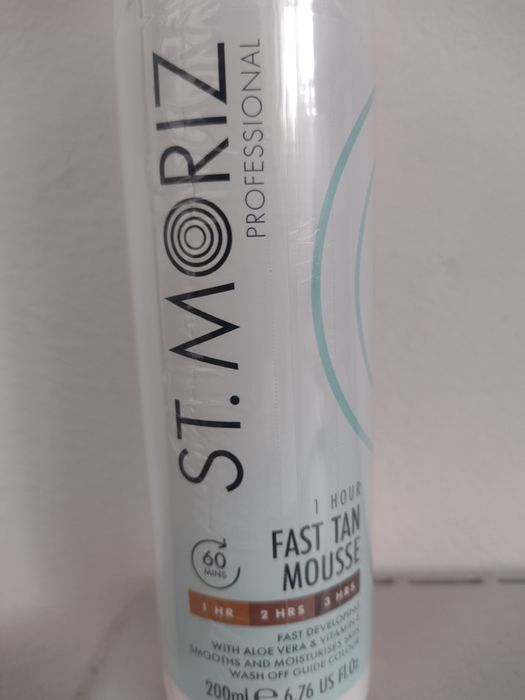 ST. MORIZ
PROFESSIONAL
1 HOUR
FAST TAN
MOUSSE
60
MINS
1 HR 2 HRS 3 HRS
FAST DEVELOPING
WITH ALOE VERA & VITAMIN E
SMOOTHS AND MOISTURISES SKIN
WASH OFF GUIDE COLOUR
200ml ℮ 6.76 US FL.Oz